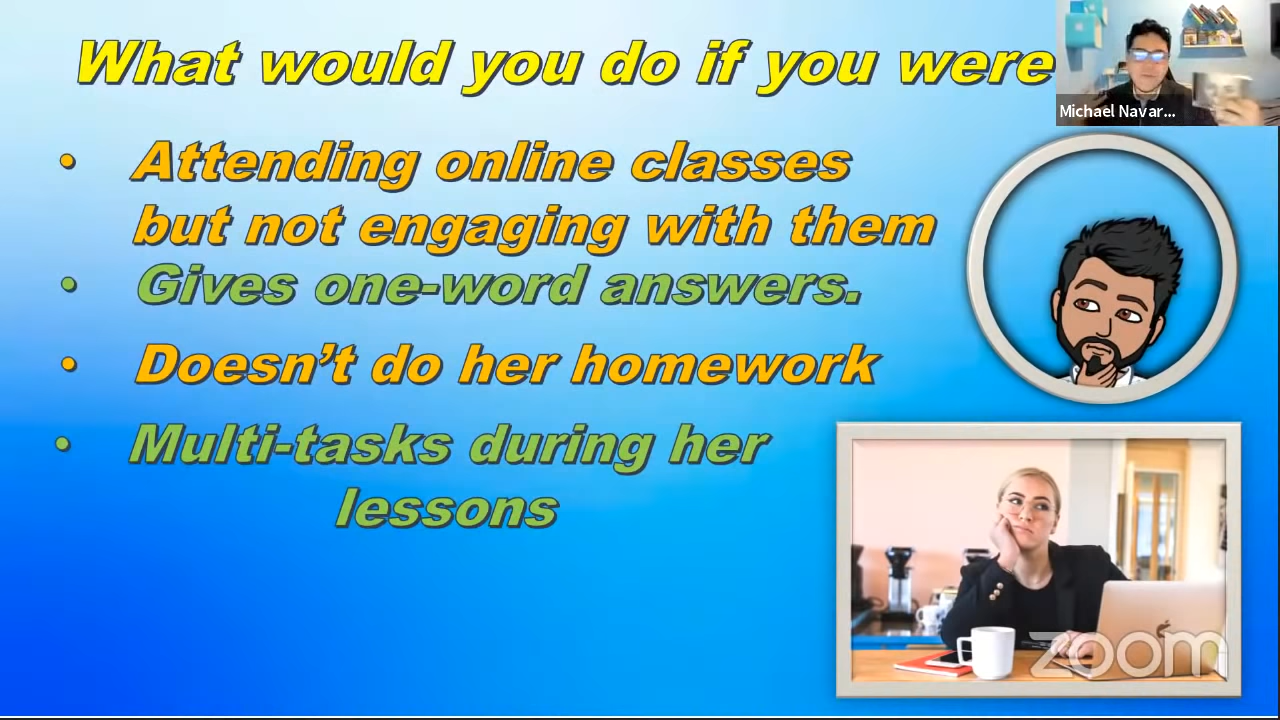 What would you do if you were
Michael Navar...
• Attending online classes
but not engaging with them
• Gives one-word answers.
• Doesn’t do her homework
• Multi-tasks during her
lessons
zoom